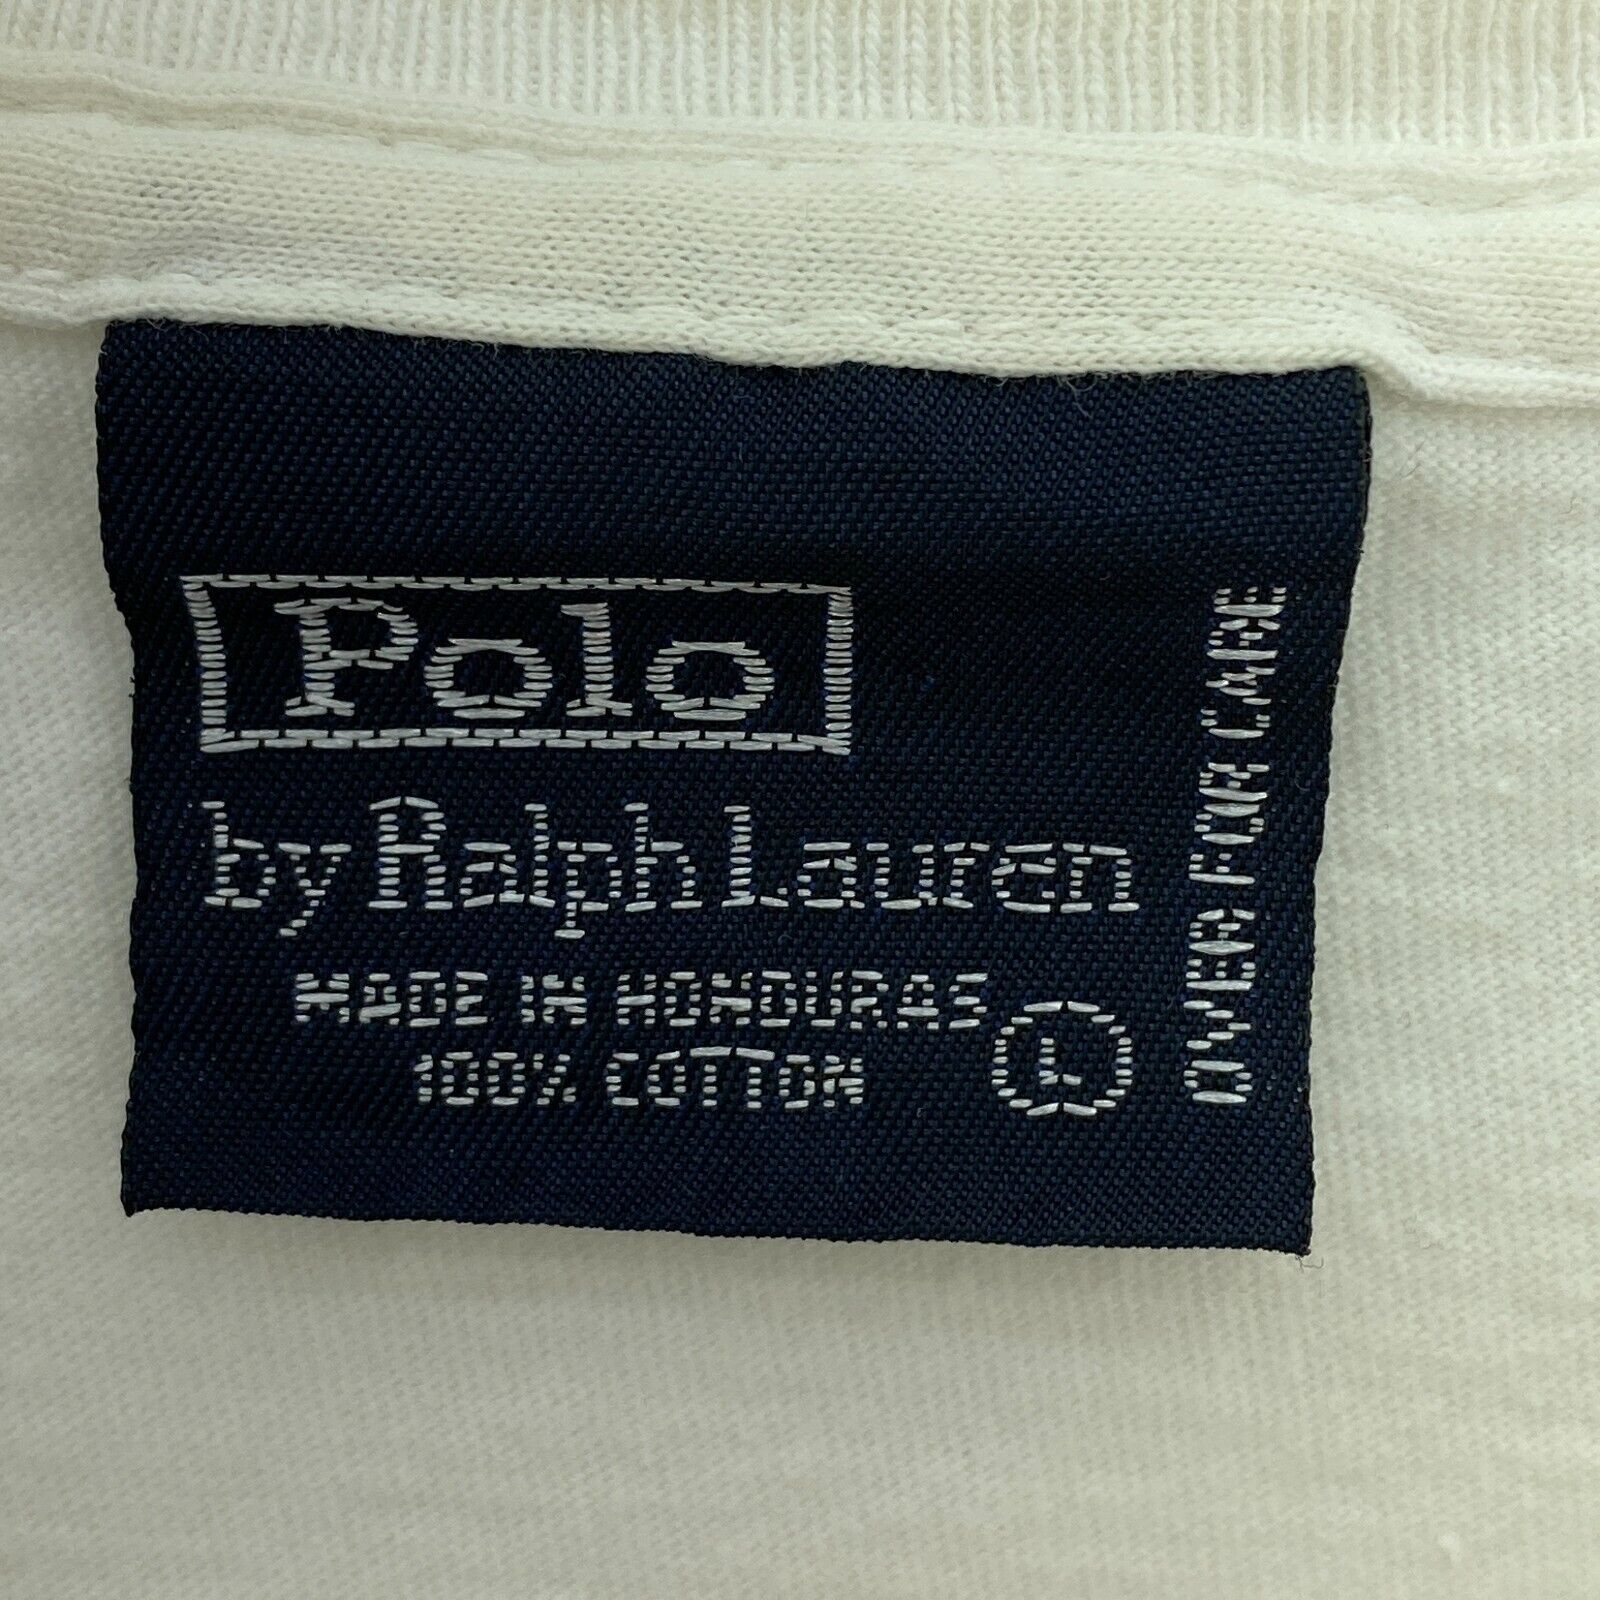 Polo
by Ralph Lauren
MADE IN HONDURAS
100% COTTON
L
OVER FOR CARE